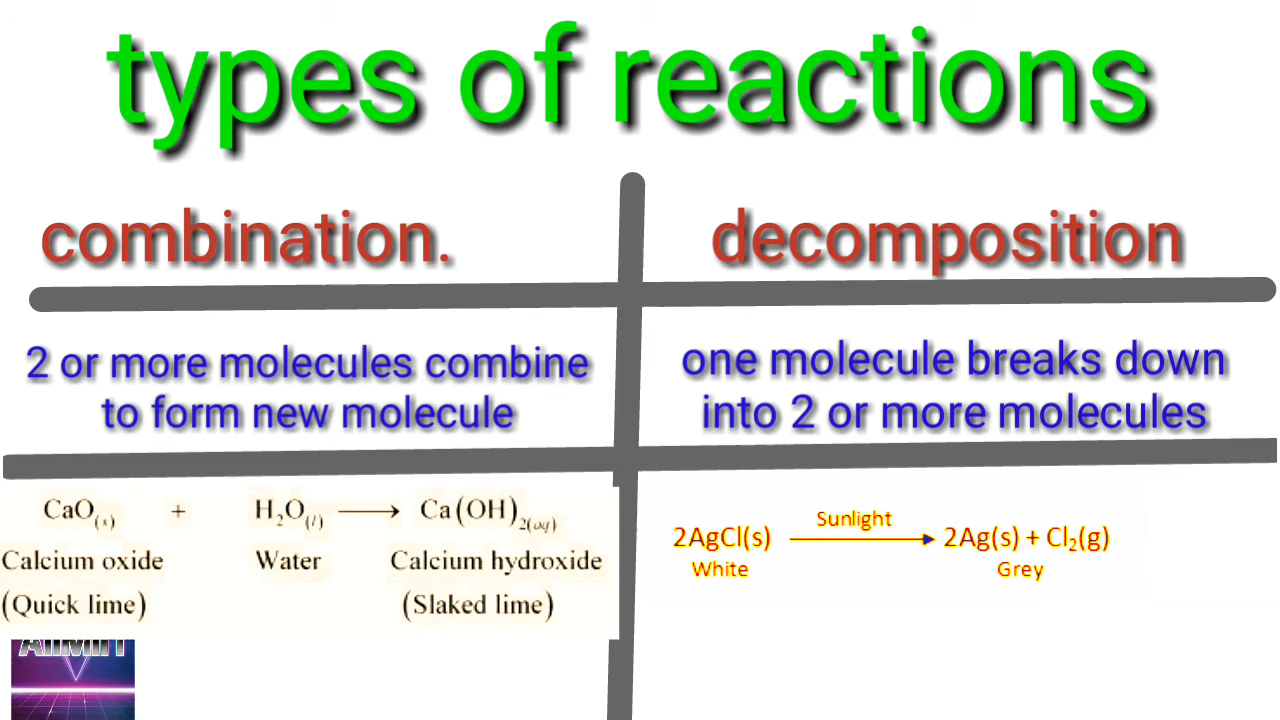 types of reactions
combination.
decomposition
2 or more molecules combine
to form new molecule
one molecule breaks down
into 2 or more molecules
CaO(s) + H₂O(l) ⟶ Ca(OH)₂(aq)
Calcium oxide Water Calcium hydroxide
(Quick lime) (Slaked lime)
Sunlight
2AgCl(s) ⟶ 2Ag(s) + Cl₂(g)
White Grey